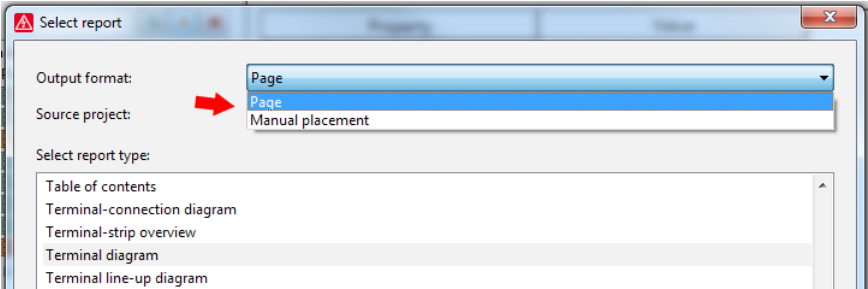 Select report
Property
Value
Output format:
Page
Page
Source project:
Manual placement
Select report type:
Table of contents
Terminal-connection diagram
Terminal-strip overview
Terminal diagram
Terminal line-up diagram